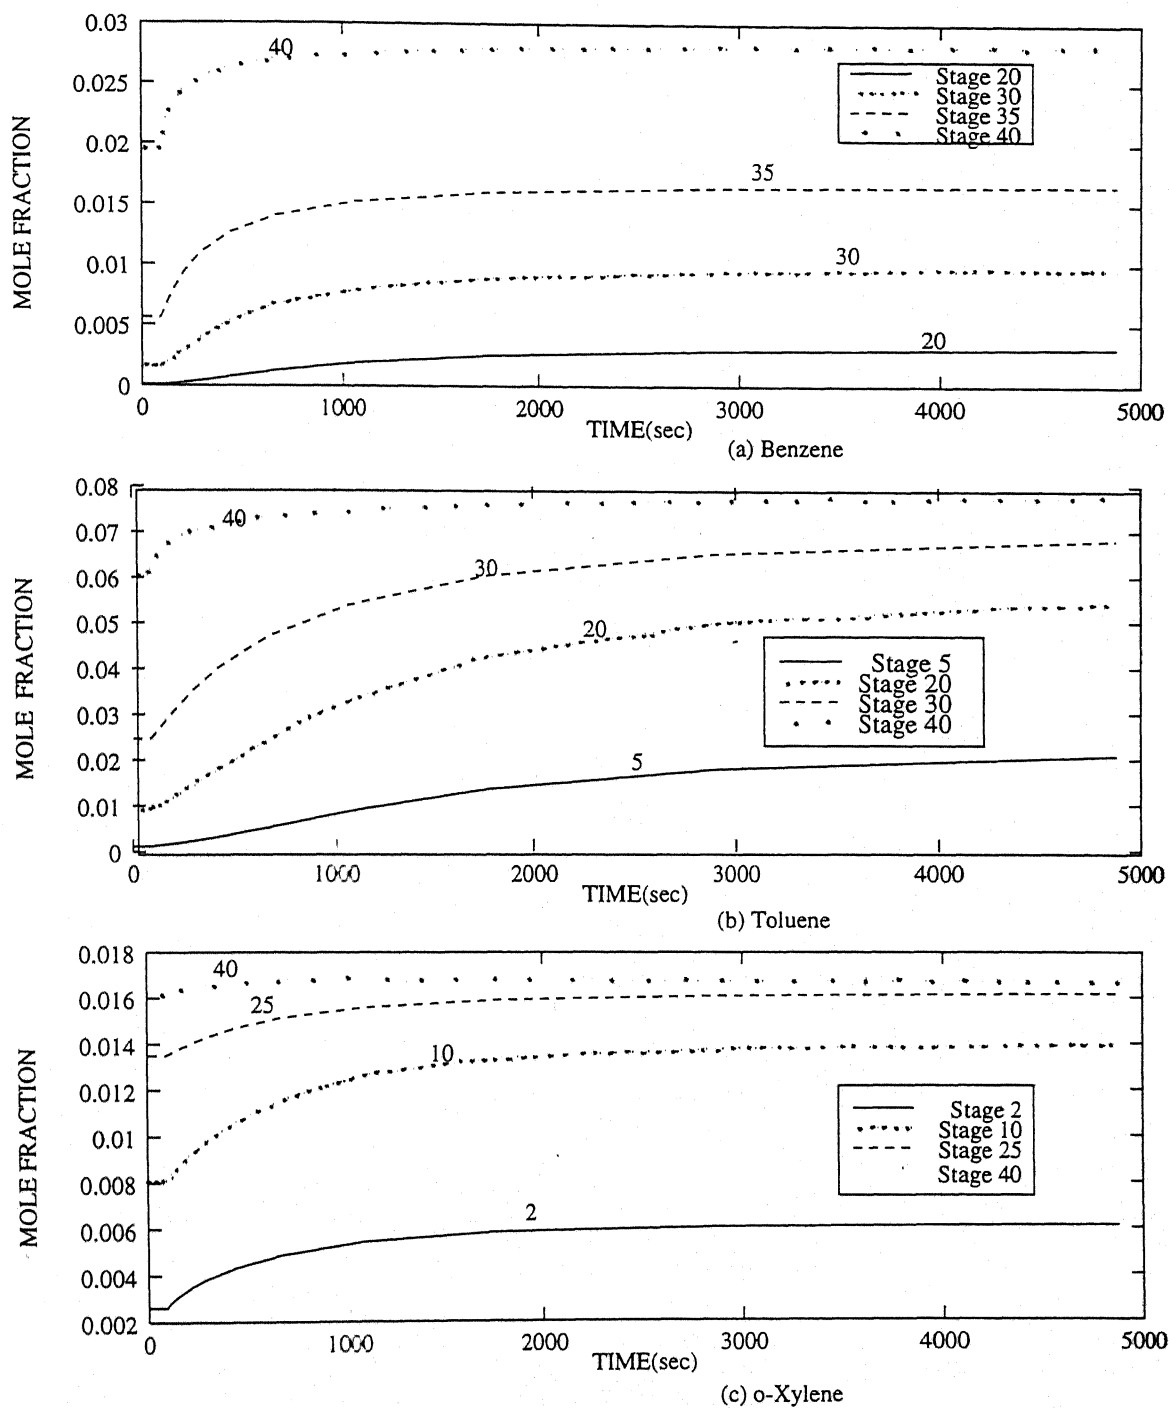 0.03
0.025
0.02
0.015
0.01
0.005
0
MOLE FRACTION
40
35
30
20
Stage 20
Stage 30
Stage 35
Stage 40
0 1000 2000 3000 4000 5000
TIME(sec)
(a) Benzene
0.08
0.07
0.06
0.05
0.04
0.03
0.02
0.01
0
MOLE FRACTION
40
30
20
5
Stage 5
Stage 20
Stage 30
Stage 40
0 1000 2000 3000 4000 5000
TIME(sec)
(b) Toluene
0.018
0.016
0.014
0.012
0.01
0.008
0.006
0.004
0.002
MOLE FRACTION
40
25
10
2
Stage 2
Stage 10
Stage 25
Stage 40
0 1000 2000 3000 4000 5000
TIME(sec)
(c) o-Xylene